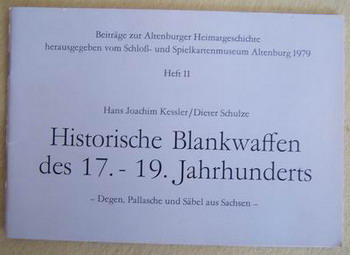 Beiträge zur Altenburger Heimatgeschichte
herausgegeben vom Schloß- und Spielkartenmuseum Altenburg 1979
Heft 11
Hans Joachim Kessler/Dieter Schulze
Historische Blankwaffen
des 17. - 19. Jahrhunderts
– Degen, Pallasche und Säbel aus Sachsen –